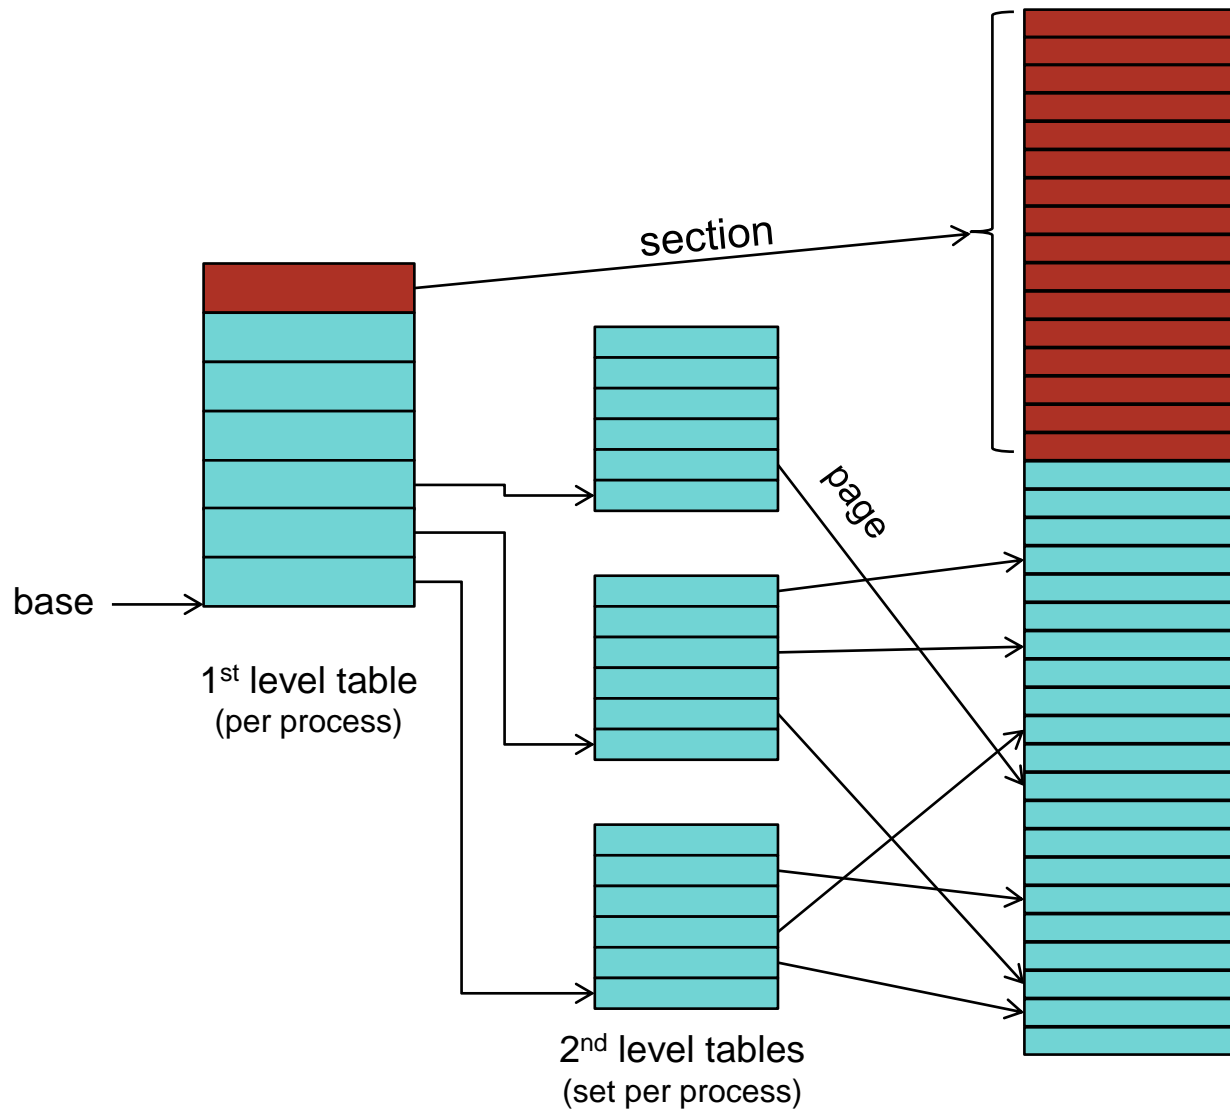 section
page
base
1st level table
(per process)
2nd level tables
(set per process)